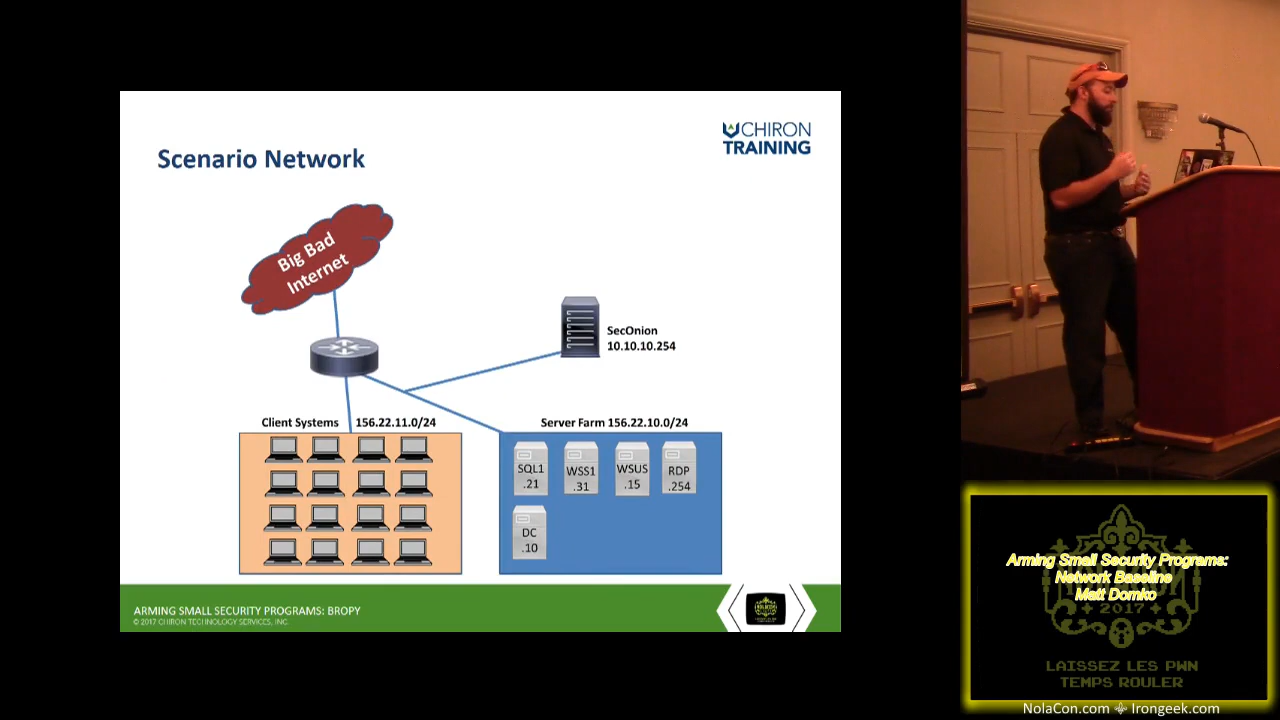 CHIRON
TRAINING
Scenario Network
Big Bad
Internet
SecOnion
10.10.10.254
Client Systems 156.22.11.0/24
Server Farm 156.22.10.0/24
SQL1
.21
WSS1
.31
WSUS
.15
RDP
.254
DC
.10
ARMING SMALL SECURITY PROGRAMS: BROPY
© 2017 CHIRON TECHNOLOGY SERVICES, INC.
Arming Small Security Programs:
Network Baseline
Matt Domko
2017
LAISSEZ LES PWN
TEMPS ROULER
NolaCon.com Irongeek.com